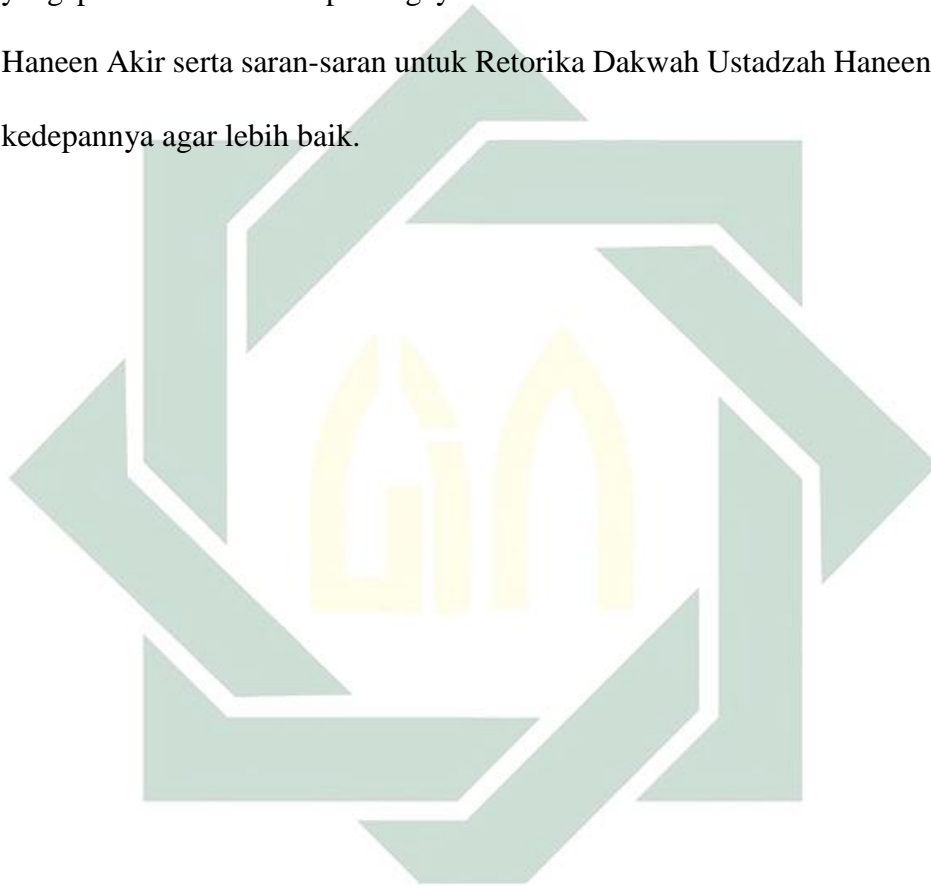 Haneen Akir serta saran-saran untuk Retorika Dakwah Ustadzah Haneen
kedepannya agar lebih baik.